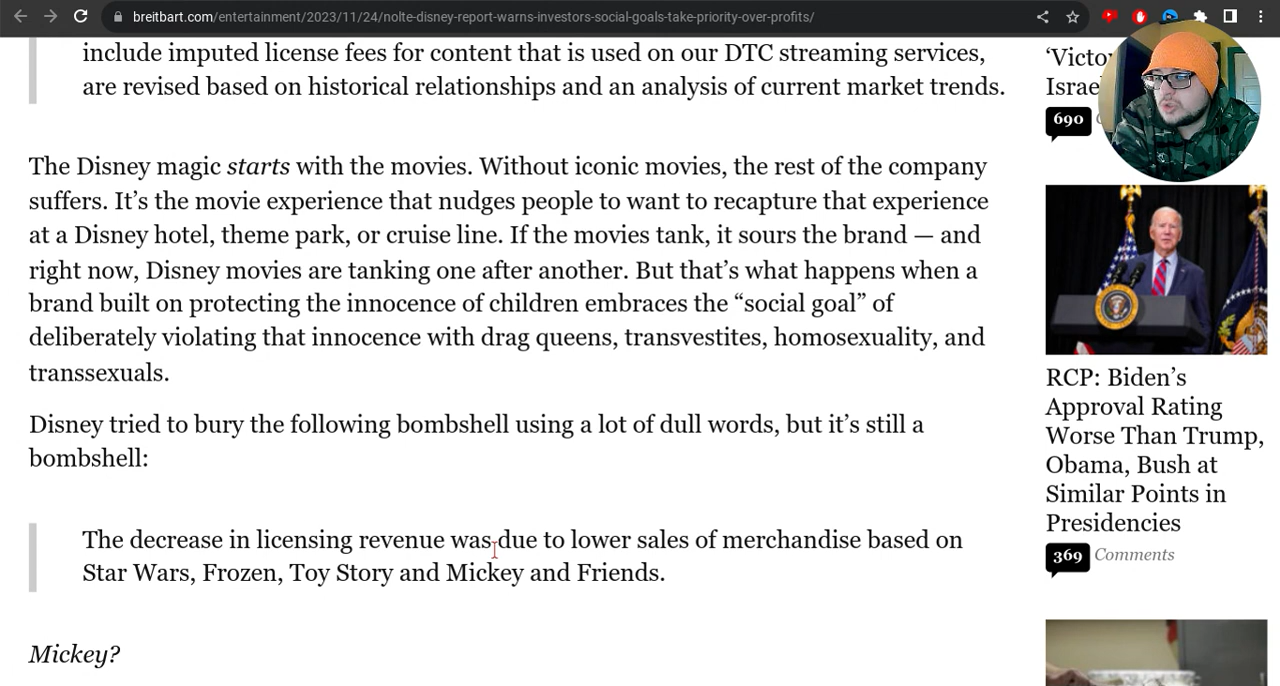 breitbart.com/entertainment/2023/11/24/nolte-disney-report-warns-investors-social-goals-take-priority-over-profits/
include imputed license fees for content that is used on our DTC streaming services,
are revised based on historical relationships and an analysis of current market trends.
The Disney magic starts with the movies. Without iconic movies, the rest of the company
suffers. It’s the movie experience that nudges people to want to recapture that experience
at a Disney hotel, theme park, or cruise line. If the movies tank, it sours the brand — and
right now, Disney movies are tanking one after another. But that’s what happens when a
brand built on protecting the innocence of children embraces the “social goal” of
deliberately violating that innocence with drag queens, transvestites, homosexuality, and
transsexuals.
Disney tried to bury the following bombshell using a lot of dull words, but it’s still a
bombshell:
The decrease in licensing revenue was due to lower sales of merchandise based on
Star Wars, Frozen, Toy Story and Mickey and Friends.
Mickey?
690
RCP: Biden’s
Approval Rating
Worse Than Trump,
Obama, Bush at
Similar Points in
Presidencies
369 Comments